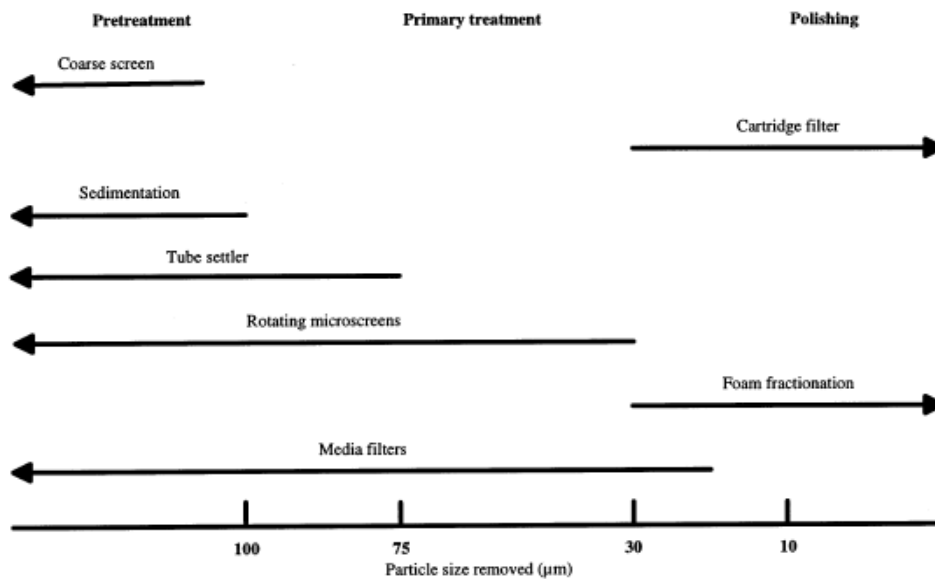 Pretreatment Primary treatment Polishing
Coarse screen
Cartridge filter
Sedimentation
Tube settler
Rotating microscreens
Foam fractionation
Media filters
100 75 30 10
Particle size removed (μm)